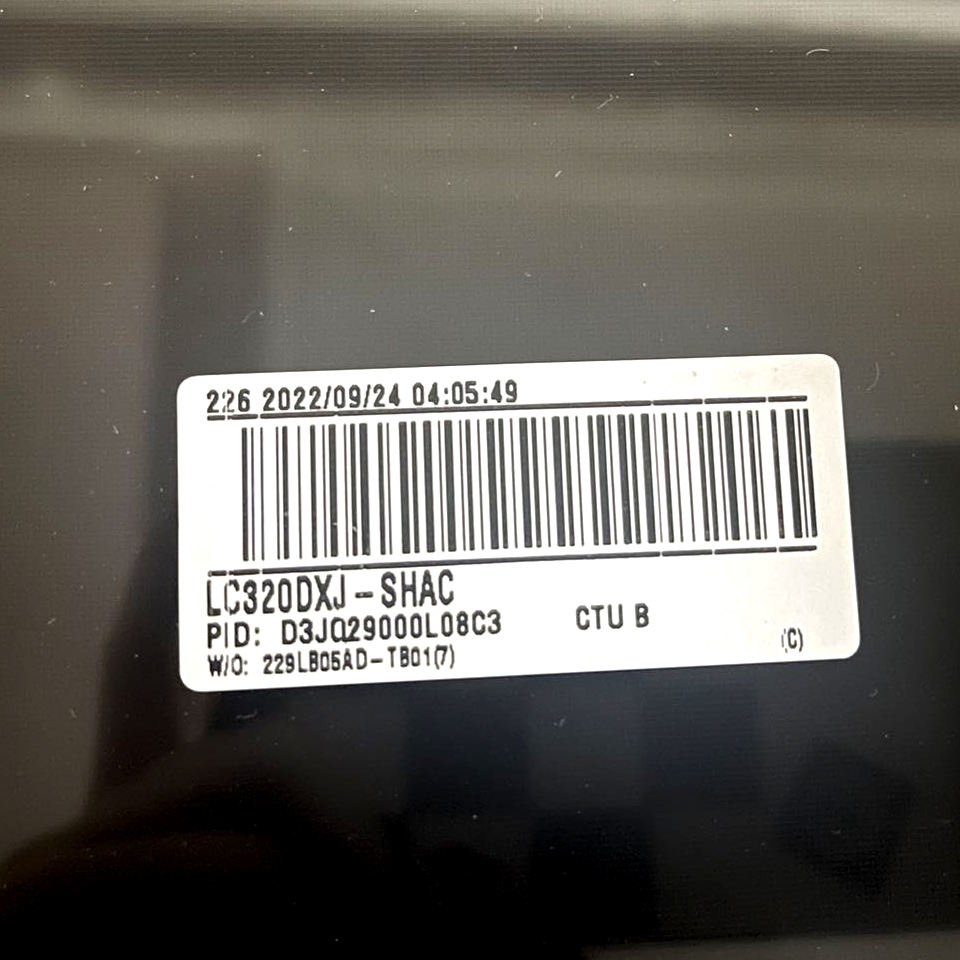 226 2022/09/24 04:05:49
LC320DXJ-SHAC
PID: D3JQ29000L08C3 CTU B
W/O: 229LB05AD-TB01(7) (C)